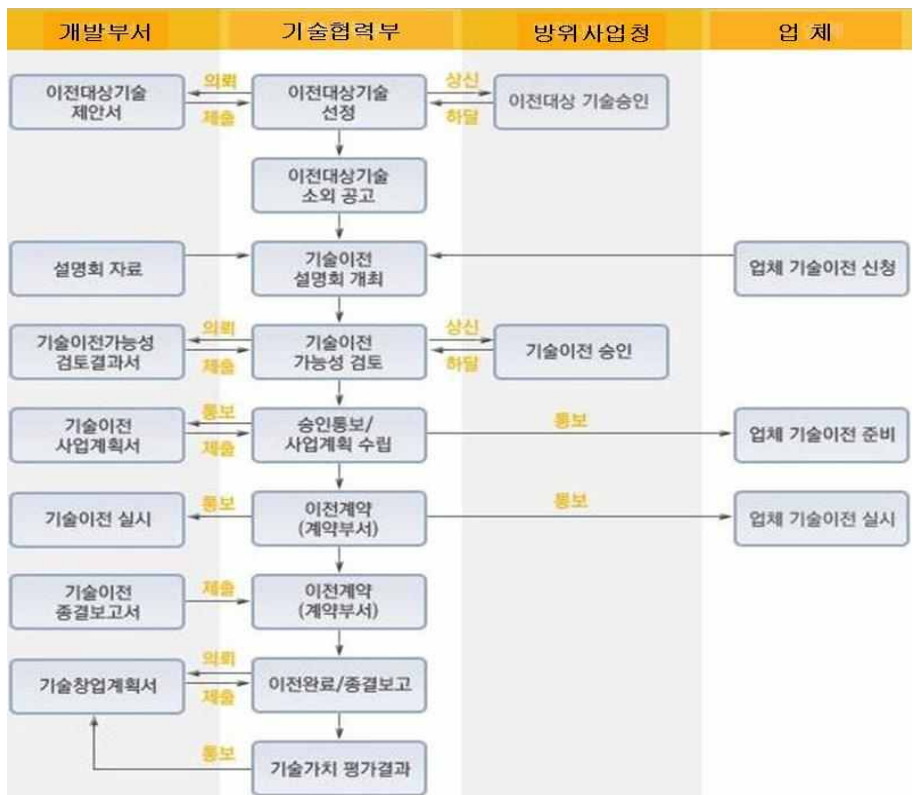 개발부서
기술협력부
방위사업청
업 체
의뢰
상신
이전대상기술
제안서
이전대상기술
선정
이전대상 기술승인
제출
하달
이전대상기술
소외 공고
설명회 자료
기술이전
설명회 개최
업체 기술이전 신청
의뢰
상신
기술이전가능성
검토결과서
기술이전
가능성 검토
기술이전 승인
제출
하달
통보
통보
기술이전
사업계획서
승인통보/
사업계획 수립
업체 기술이전 준비
제출
통보
통보
기술이전 실시
이전계약
(계약부서)
업체 기술이전 실시
제출
기술이전
종결보고서
이전계약
(계약부서)
의뢰
기술창업계획서
이전완료/종결보고
제출
통보
기술가치 평가결과